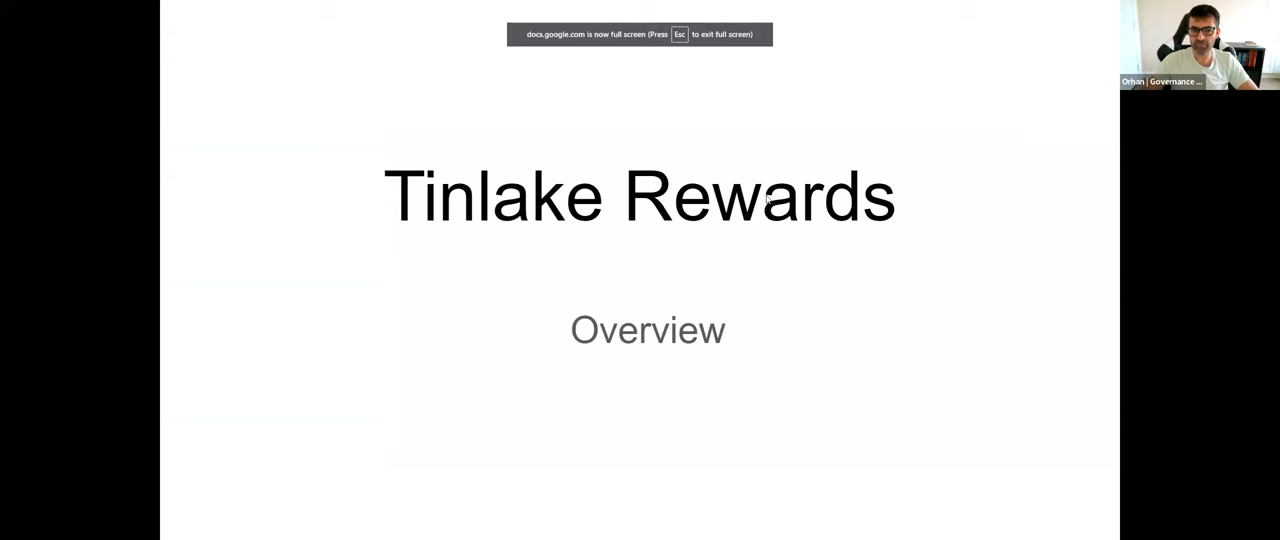 docs.google.com is now full screen (Press Esc to exit full screen)
Orhan | Governance ...
Tinlake Rewards
Overview